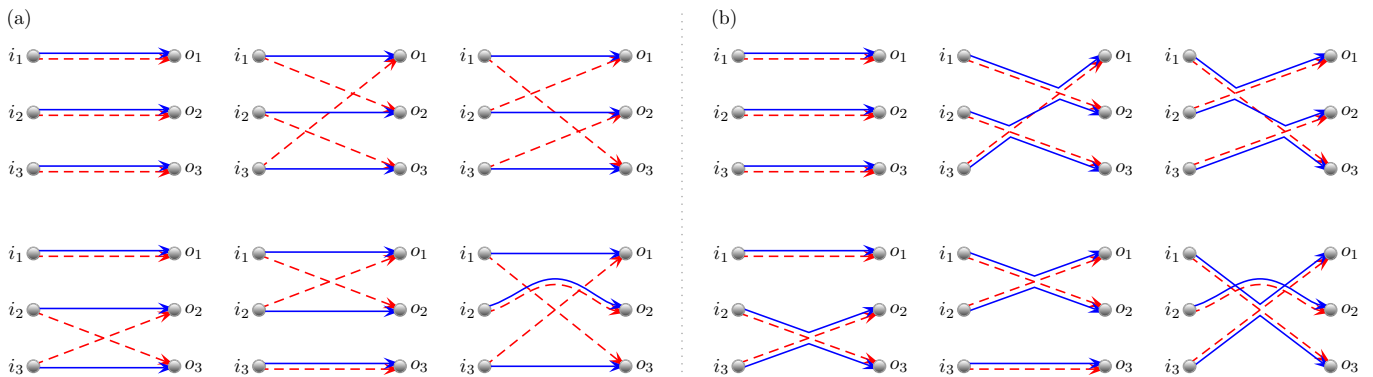 (a) (b)
i₁ o₁ i₁ o₁ i₁ o₁ i₁ o₁ i₁ o₁ i₁ o₁
i₂ o₂ i₂ o₂ i₂ o₂ i₂ o₂ i₂ o₂ i₂ o₂
i₃ o₃ i₃ o₃ i₃ o₃ i₃ o₃ i₃ o₃ i₃ o₃
i₁ o₁ i₁ o₁ i₁ o₁ i₁ o₁ i₁ o₁ i₁ o₁
i₂ o₂ i₂ o₂ i₂ o₂ i₂ o₂ i₂ o₂ i₂ o₂
i₃ o₃ i₃ o₃ i₃ o₃ i₃ o₃ i₃ o₃ i₃ o₃